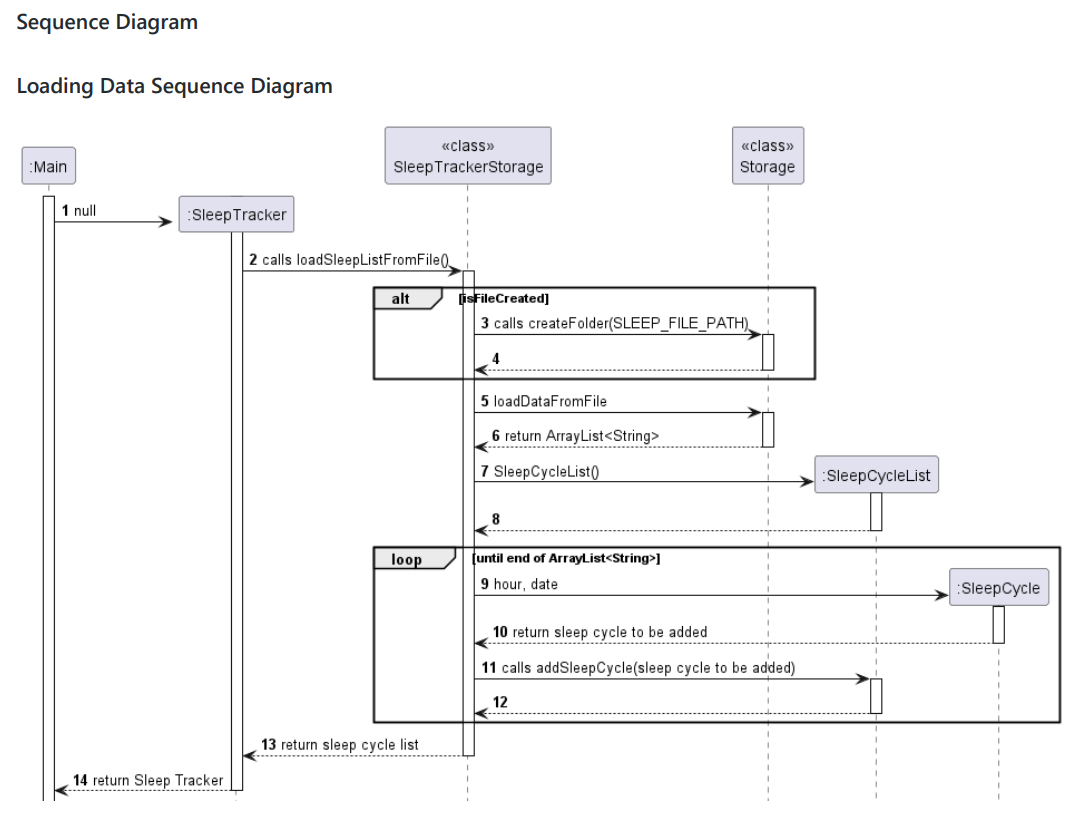 Sequence Diagram
Loading Data Sequence Diagram
«class»
SleepTrackerStorage
«class»
Storage
:Main
:SleepTracker
1 null
2 calls loadSleepListFromFile()
alt
[isFileCreated]
3 calls createFolder(SLEEP_FILE_PATH)
4
5 loadDataFromFile
6 return ArrayList<String>
7 SleepCycleList()
:SleepCycleList
8
loop
[until end of ArrayList<String>]
9 hour, date
:SleepCycle
10 return sleep cycle to be added
11 calls addSleepCycle(sleep cycle to be added)
12
13 return sleep cycle list
14 return Sleep Tracker